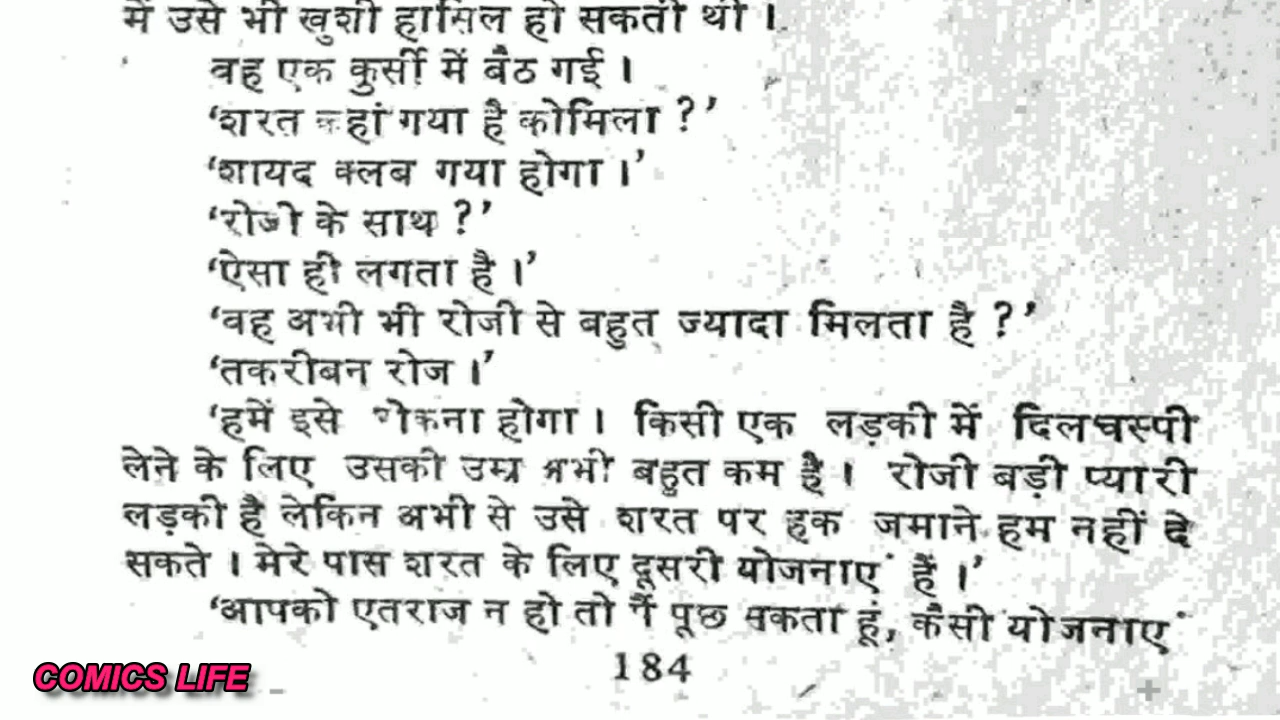 में उसे भी खुशी हासिल हो सकती थी ।
वह एक कुर्सी में बैठ गई ।
‘शरत कहां गया है कोमिला ?’
‘शायद क्लब गया होगा ।’
‘रोजी के साथ ?’
‘ऐसा ही लगता है ।’
‘वह अभी भी रोजी से बहुत ज्यादा मिलता है ?’
‘तकरीबन रोज ।’
‘हमें इसे रोकना होगा । किसी एक लड़की में दिलचस्पी
लेने के लिए उसकी उम्र अभी बहुत कम है । रोजी बड़ी प्यारी
लड़की है लेकिन अभी से उसे शरत पर हक जमाने हम नहीं दे
सकते । मेरे पास शरत के लिए दूसरी योजनाएं हैं ।’
‘आपको एतराज न हो तो मैं पूछ सकता हूं, कैसी योजनाएं
184
COMICS LIFE